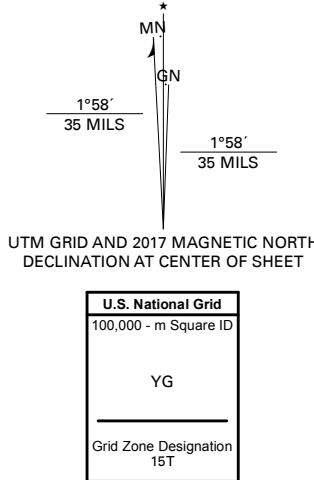 MN
GN
1°58´
35 MILS
1°58´
35 MILS
UTM GRID AND 2017 MAGNETIC NORTH
DECLINATION AT CENTER OF SHEET
U.S. National Grid
100,000 - m Square ID
YG
Grid Zone Designation
15T